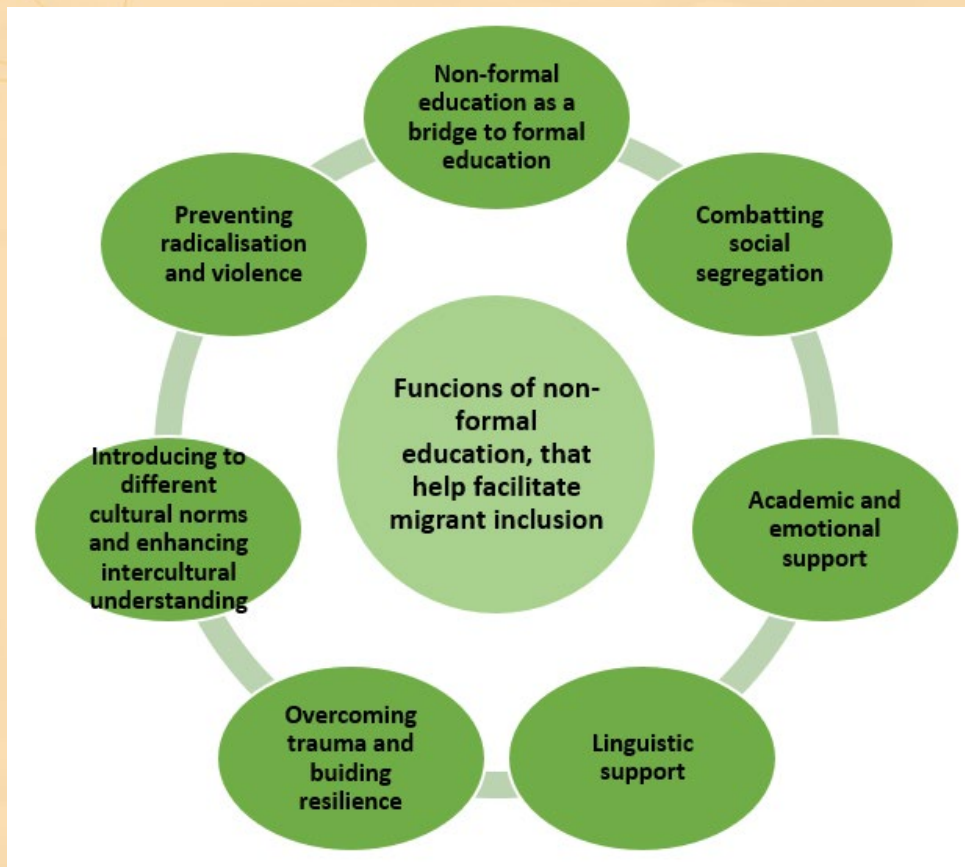 Non-formal
education as a
bridge to formal
education
Combatting
social
segregation
Academic and
emotional
support
Linguistic
support
Overcoming
trauma and
buiding
resilience
Introducing to
different
cultural norms
and enhancing
intercultural
understanding
Preventing
radicalisation
and violence
Funcions of non-
formal
education, that
help facilitate
migrant inclusion